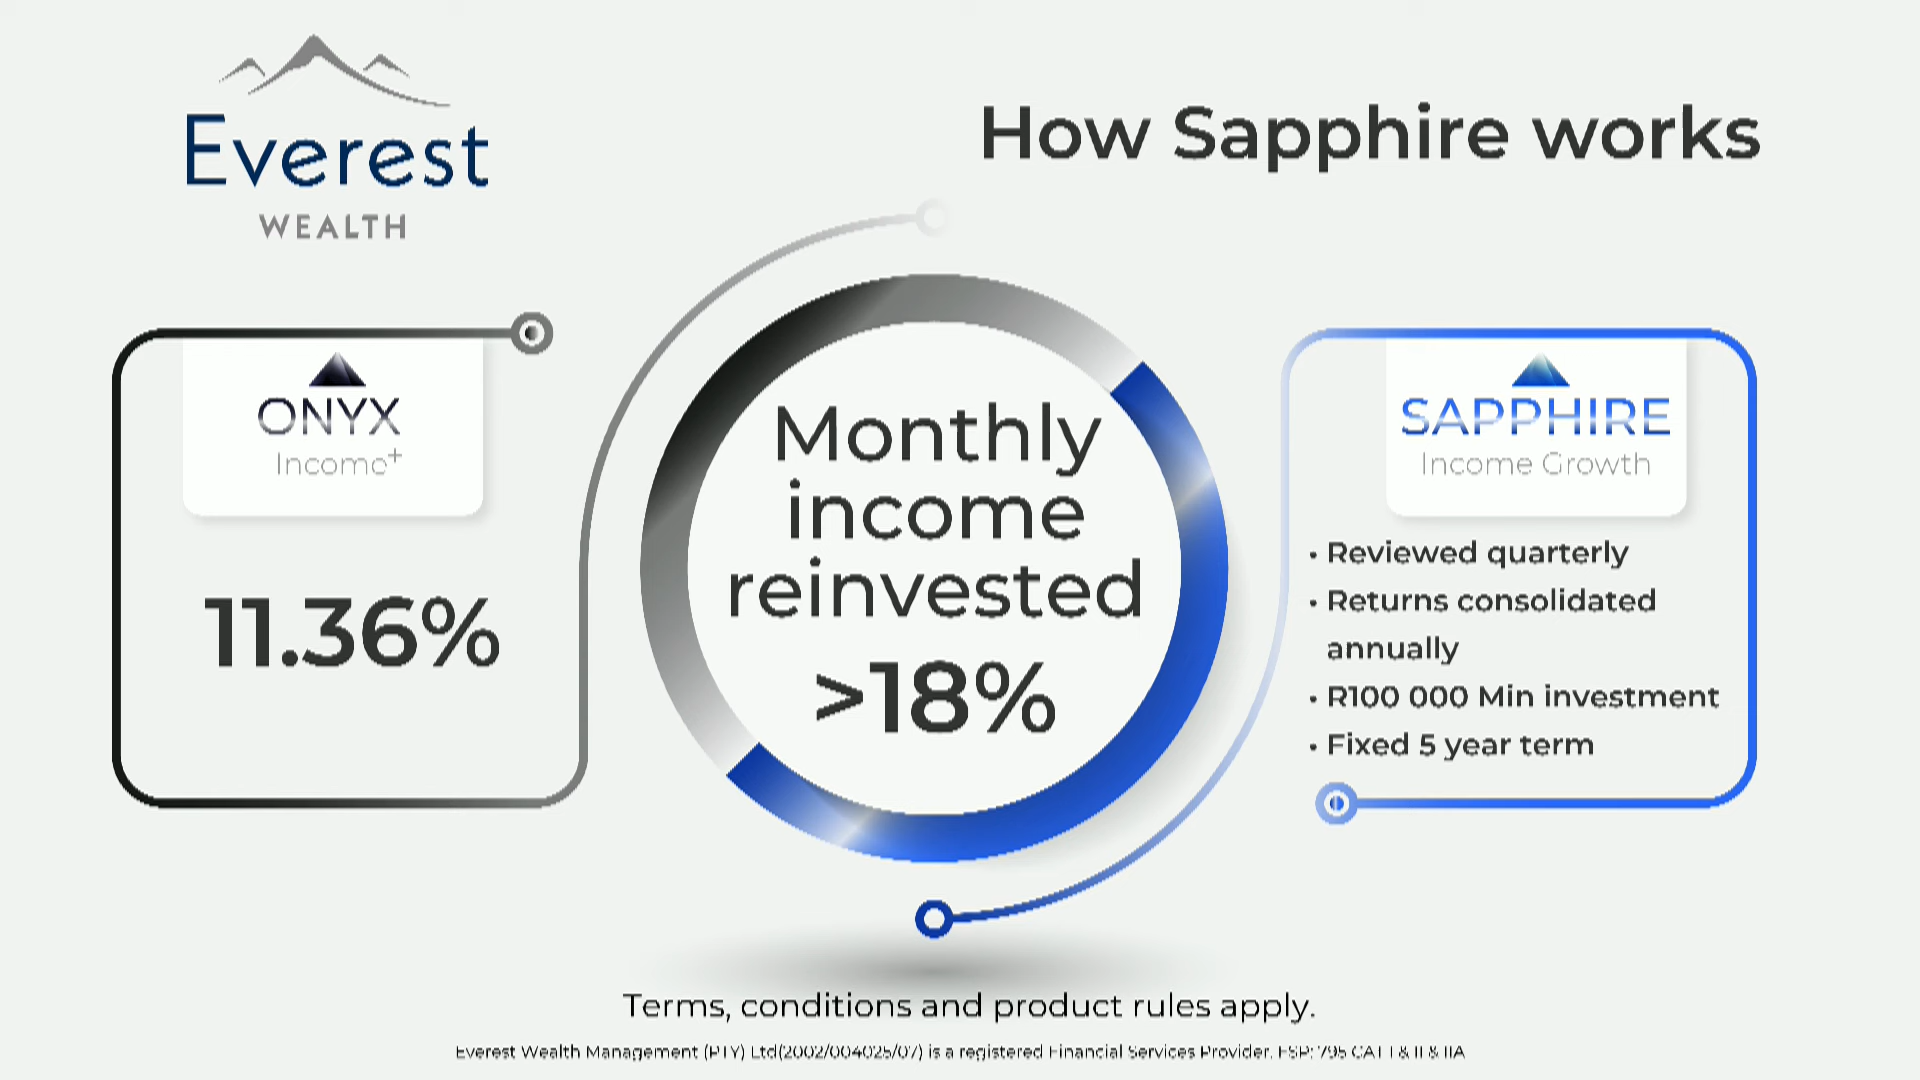 Everest
WEALTH
How Sapphire works
ONYX
Income+
11.36%
Monthly
income
reinvested
>18%
SAPPHIRE
Income Growth
• Reviewed quarterly
• Returns consolidated
annually
• R100 000 Min investment
• Fixed 5 year term
Terms, conditions and product rules apply.
Everest Wealth Management (PTY) Ltd(2002/004025/07) is a registered Financial Services Provider. FSP: 795 CAT I & II & IIA